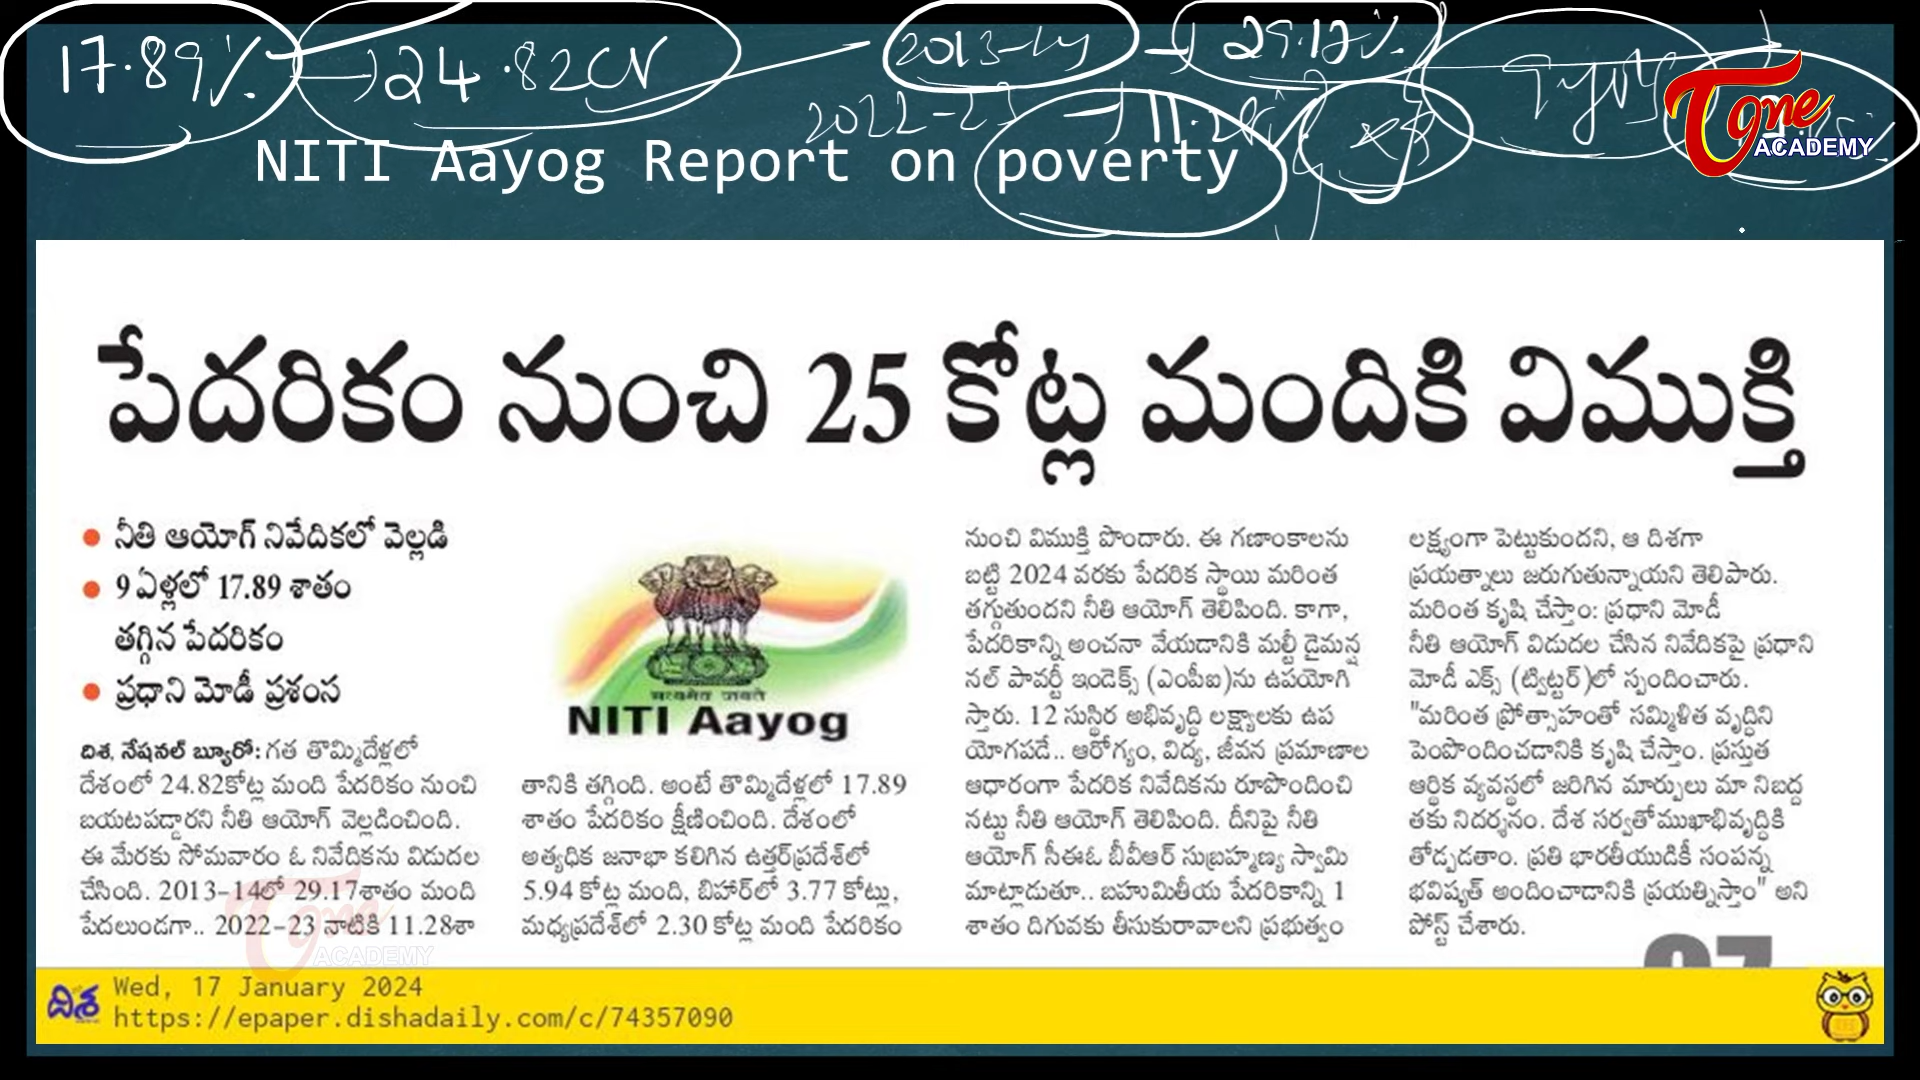 17.89%. → 24.82CR
2013-14 → 29.17%.
2022-23 → 11.28%
Tone
ACADEMY
NITI Aayog Report on poverty
పేదరికం నుంచి 25 కోట్ల మందికి విముక్తి
• నీతి ఆయోగ్ నివేదికలో వెల్లడి
• 9 ఏళ్లలో 17.89 శాతం
తగ్గిన పేదరికం
• ప్రధాని మోడీ ప్రశంస
దిశ, నేషనల్ బ్యూరో: గత తొమ్మిదేళ్లలో
దేశంలో 24.82కోట్ల మంది పేదరికం నుంచి
బయటపడ్డారని నీతి ఆయోగ్ వెల్లడించింది.
ఈ మేరకు సోమవారం ఓ నివేదికను విడుదల
చేసింది. 2013-14లో 29.17శాతం మంది
పేదలుండగా.. 2022-23 నాటికి 11.28శా
सत्यमेव जयते
NITI Aayog
తానికి తగ్గింది. అంటే తొమ్మిదేళ్లలో 17.89
శాతం పేదరికం క్షీణించింది. దేశంలో
అత్యధిక జనాభా కలిగిన ఉత్తర్‌ప్రదేశ్‌లో
5.94 కోట్ల మంది, బిహార్‌లో 3.77 కోట్లు,
మధ్యప్రదేశ్‌లో 2.30 కోట్ల మంది పేదరికం
నుంచి విముక్తి పొందారు. ఈ గణాంకాలను
బట్టి 2024 వరకు పేదరిక స్థాయి మరింత
తగ్గుతుందని నీతి ఆయోగ్ తెలిపింది. కాగా,
పేదరికాన్ని అంచనా వేయడానికి మల్టీ డైమన్ష
నల్ పావర్టీ ఇండెక్స్ (ఎంపీఐ)ను ఉపయోగి
స్తారు. 12 సుస్థిర అభివృద్ధి లక్ష్యాలకు ఉప
యోగపడే.. ఆరోగ్యం, విద్య, జీవన ప్రమాణాల
ఆధారంగా పేదరిక నివేదికను రూపొందించి
నట్టు నీతి ఆయోగ్ తెలిపింది. దీనిపై నీతి
ఆయోగ్ సీఈఓ బీవీఆర్ సుబ్రహ్మణ్య స్వామి
మాట్లాడుతూ.. బహుమితీయ పేదరికాన్ని 1
శాతం దిగువకు తీసుకురావాలని ప్రభుత్వం
లక్ష్యంగా పెట్టుకుందని, ఆ దిశగా
ప్రయత్నాలు జరుగుతున్నాయని తెలిపారు.
మరింత కృషి చేస్తాం: ప్రధాని మోడీ
నీతి ఆయోగ్ విడుదల చేసిన నివేదికపై ప్రధాని
మోడీ ఎక్స్ (ట్విట్టర్)లో స్పందించారు.
"మరింత ప్రోత్సాహంతో సమ్మిళిత వృద్ధిని
పెంపొందించడానికి కృషి చేస్తాం. ప్రస్తుత
ఆర్థిక వ్యవస్థలో జరిగిన మార్పులు మా నిబద్ద
తకు నిదర్శనం. దేశ సర్వతోముఖాభివృద్ధికి
తోడ్పడతాం. ప్రతి భారతీయుడికీ సంపన్న
భవిష్యత్ అందించాడానికి ప్రయత్నిస్తాం" అని
పోస్ట్ చేశారు.
Tone
ACADEMY
దిశ
Wed, 17 January 2024
https://epaper.dishadaily.com/c/74357090